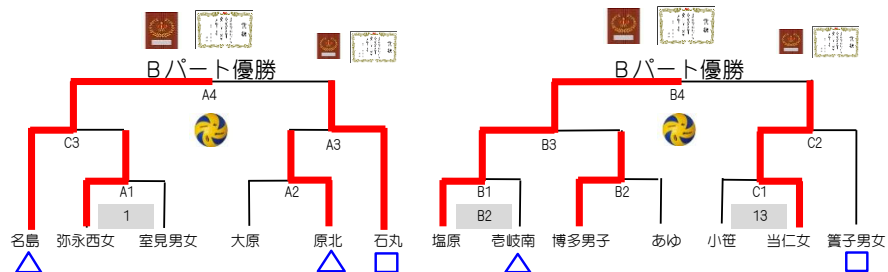 Bパート優勝 Bパート優勝
A4 B4
C3 A3 B3 C2
A1 A2 B1 B2 C1
1 B2 13
名島 弥永西女 室見男女 大原 原北 石丸 塩原 壱岐南 博多男子 あゆ 小笹 当仁女 簀子男女